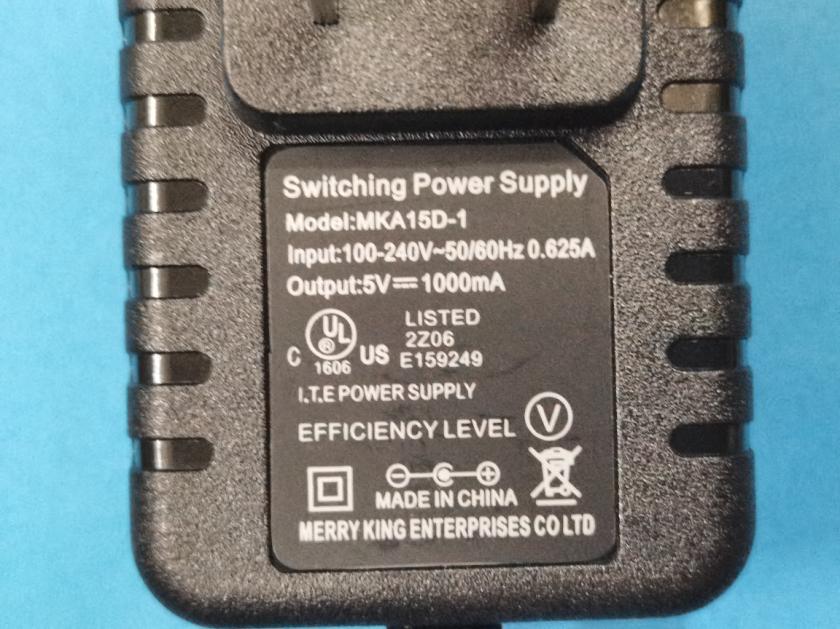 Switching Power Supply
Model:MKA15D-1
Input:100-240V~50/60Hz 0.625A
Output:5V⎓1000mA
C UL ® US LISTED
1606 2Z06
E159249
I.T.E POWER SUPPLY
EFFICIENCY LEVEL V
MADE IN CHINA
MERRY KING ENTERPRISES CO LTD